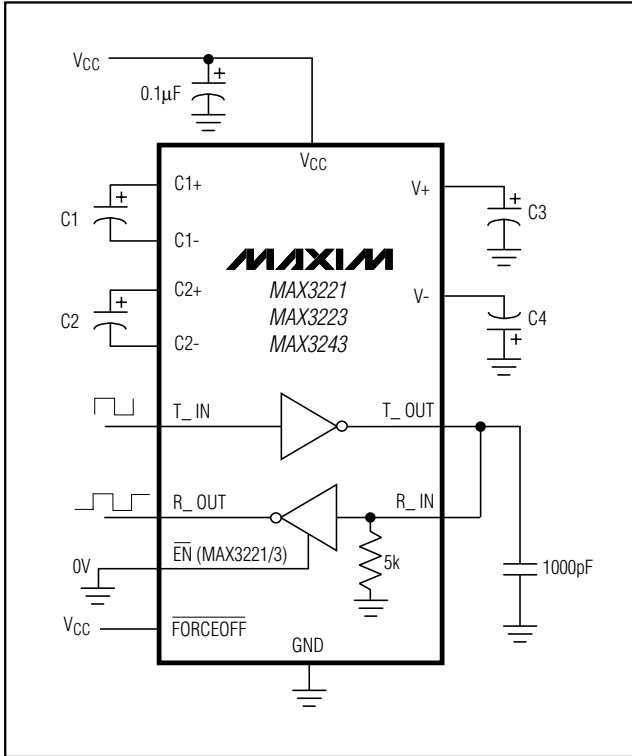 VCC
0.1µF
VCC
C1+
C1
C1-
C2+
C2
C2-
V+
C3
V-
C4
MAXIM
MAX3221
MAX3223
MAX3243
T_ IN
T_ OUT
R_ OUT
R_ IN
0V
EN (MAX3221/3)
5k
1000pF
VCC
FORCEOFF
GND